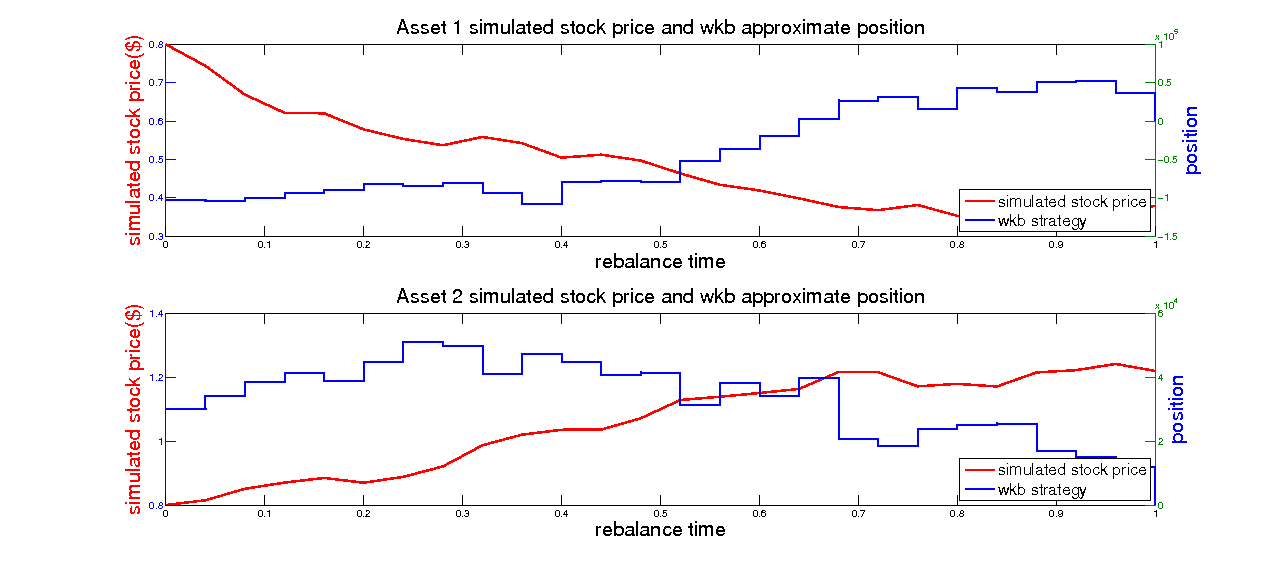 Asset 1 simulated stock price and wkb approximate position
x 10^5
simulated stock price($)
0.8
0.7
0.6
0.5
0.4
0.3
1
0.5
0
−0.5
−1
−1.5
position
simulated stock price
wkb strategy
0 0.1 0.2 0.3 0.4 0.5 0.6 0.7 0.8 0.9 1
rebalance time
Asset 2 simulated stock price and wkb approximate position
x 10^4
simulated stock price($)
1.4
1.2
1
0.8
6
4
2
0
position
simulated stock price
wkb strategy
0 0.1 0.2 0.3 0.4 0.5 0.6 0.7 0.8 0.9 1
rebalance time